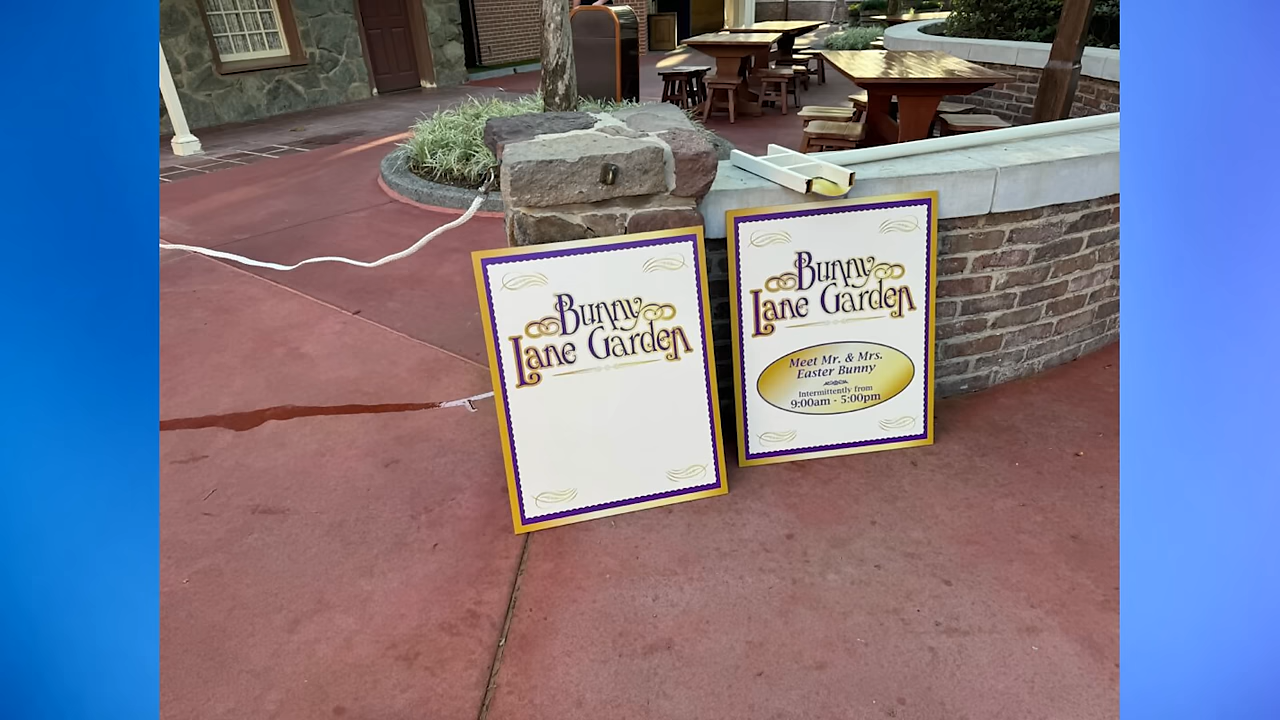 Bunny
Lane Garden
Bunny
Lane Garden
Meet Mr. & Mrs.
Easter Bunny
Intermittently from
9:00am - 5:00pm